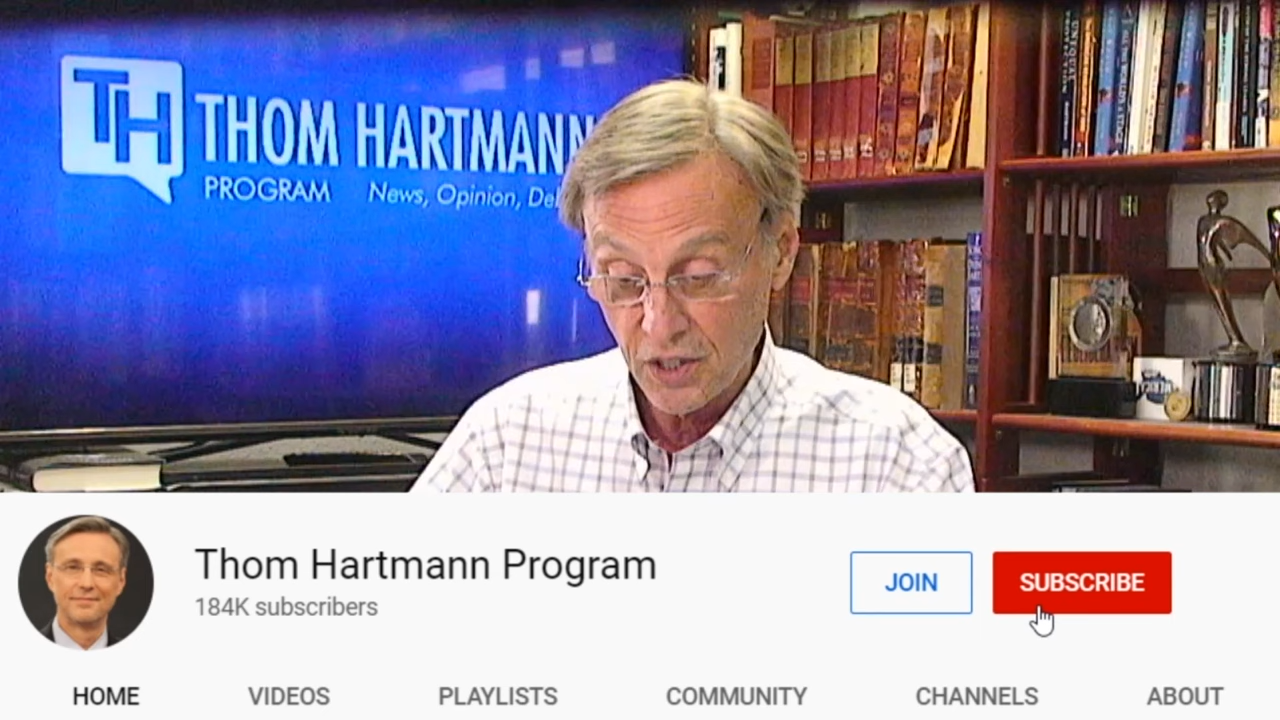 TH
THOM HARTMANN
PROGRAM News, Opinion,
Thom Hartmann Program
184K subscribers
JOIN
SUBSCRIBE
HOME VIDEOS PLAYLISTS COMMUNITY CHANNELS ABOUT